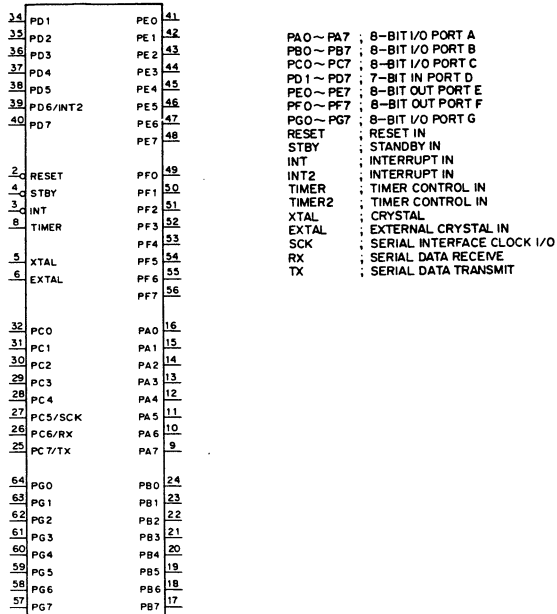 34 PD1 PE0 41
35 PD2 PE1 42
36 PD3 PE2 43
37 PD4 PE3 44
38 PD5 PE4 45
39 PD6/INT2 PE5 46
40 PD7 PE6 47
PE7 48
2 RESET PF0 49
4 STBY PF1 50
3 INT PF2 51
8 TIMER PF3 52
PF4 53
5 XTAL PF5 54
6 EXTAL PF6 55
PF7 56
32 PC0 PA0 16
31 PC1 PA1 15
30 PC2 PA2 14
29 PC3 PA3 13
28 PC4 PA4 12
27 PC5/SCK PA5 11
26 PC6/RX PA6 10
25 PC7/TX PA7 9
64 PG0 PB0 24
63 PG1 PB1 23
62 PG2 PB2 22
61 PG3 PB3 21
60 PG4 PB4 20
59 PG5 PB5 19
58 PG6 PB6 18
57 PG7 PB7 17
PA0~PA7 ; 8-BIT I/O PORT A
PB0~PB7 ; 8-BIT I/O PORT B
PC0~PC7 ; 8-BIT I/O PORT C
PD1~PD7 ; 7-BIT IN PORT D
PE0~PE7 ; 8-BIT OUT PORT E
PF0~PF7 ; 8-BIT OUT PORT F
PG0~PG7 ; 8-BIT I/O PORT G
RESET ; RESET IN
STBY ; STANDBY IN
INT ; INTERRUPT IN
INT2 ; INTERRUPT IN
TIMER ; TIMER CONTROL IN
TIMER2 ; TIMER CONTROL IN
XTAL ; CRYSTAL
EXTAL ; EXTERNAL CRYSTAL IN
SCK ; SERIAL INTERFACE CLOCK I/O
RX ; SERIAL DATA RECEIVE
TX ; SERIAL DATA TRANSMIT